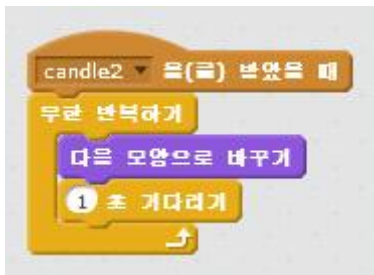 candle2 을(를) 받았을 때
무한 반복하기
다음 모양으로 바꾸기
1 초 기다리기